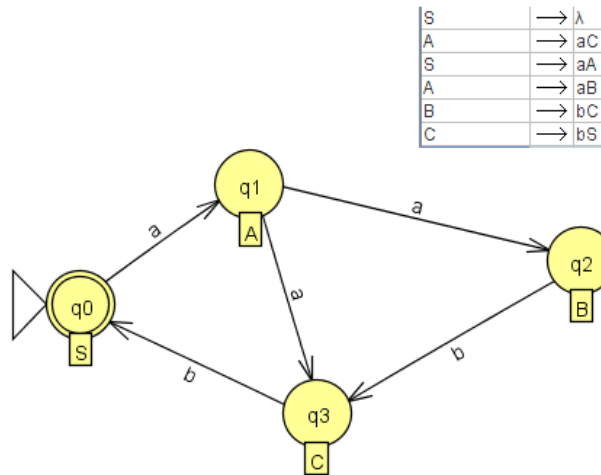 S → λ
A → aC
S → aA
A → aB
B → bC
C → bS
q1
A
a
a
q2
B
a
q0
S
b
b
q3
C